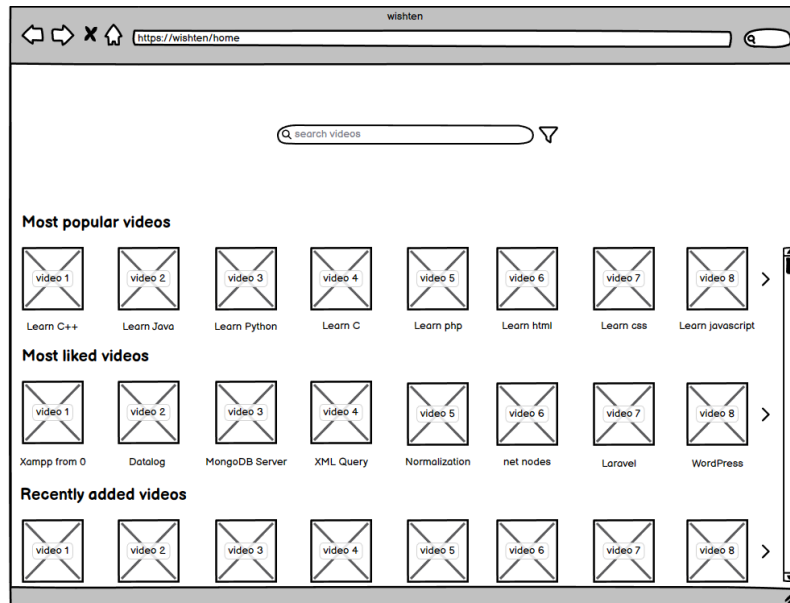 wishten
https://wishten/home
search videos
Most popular videos
video 1 video 2 video 3 video 4 video 5 video 6 video 7 video 8
Learn C++ Learn Java Learn Python Learn C Learn php Learn html Learn css Learn javascript
Most liked videos
video 1 video 2 video 3 video 4 video 5 video 6 video 7 video 8
Xampp from 0 Datalog MongoDB Server XML Query Normalization net nodes Laravel WordPress
Recently added videos
video 1 video 2 video 3 video 4 video 5 video 6 video 7 video 8